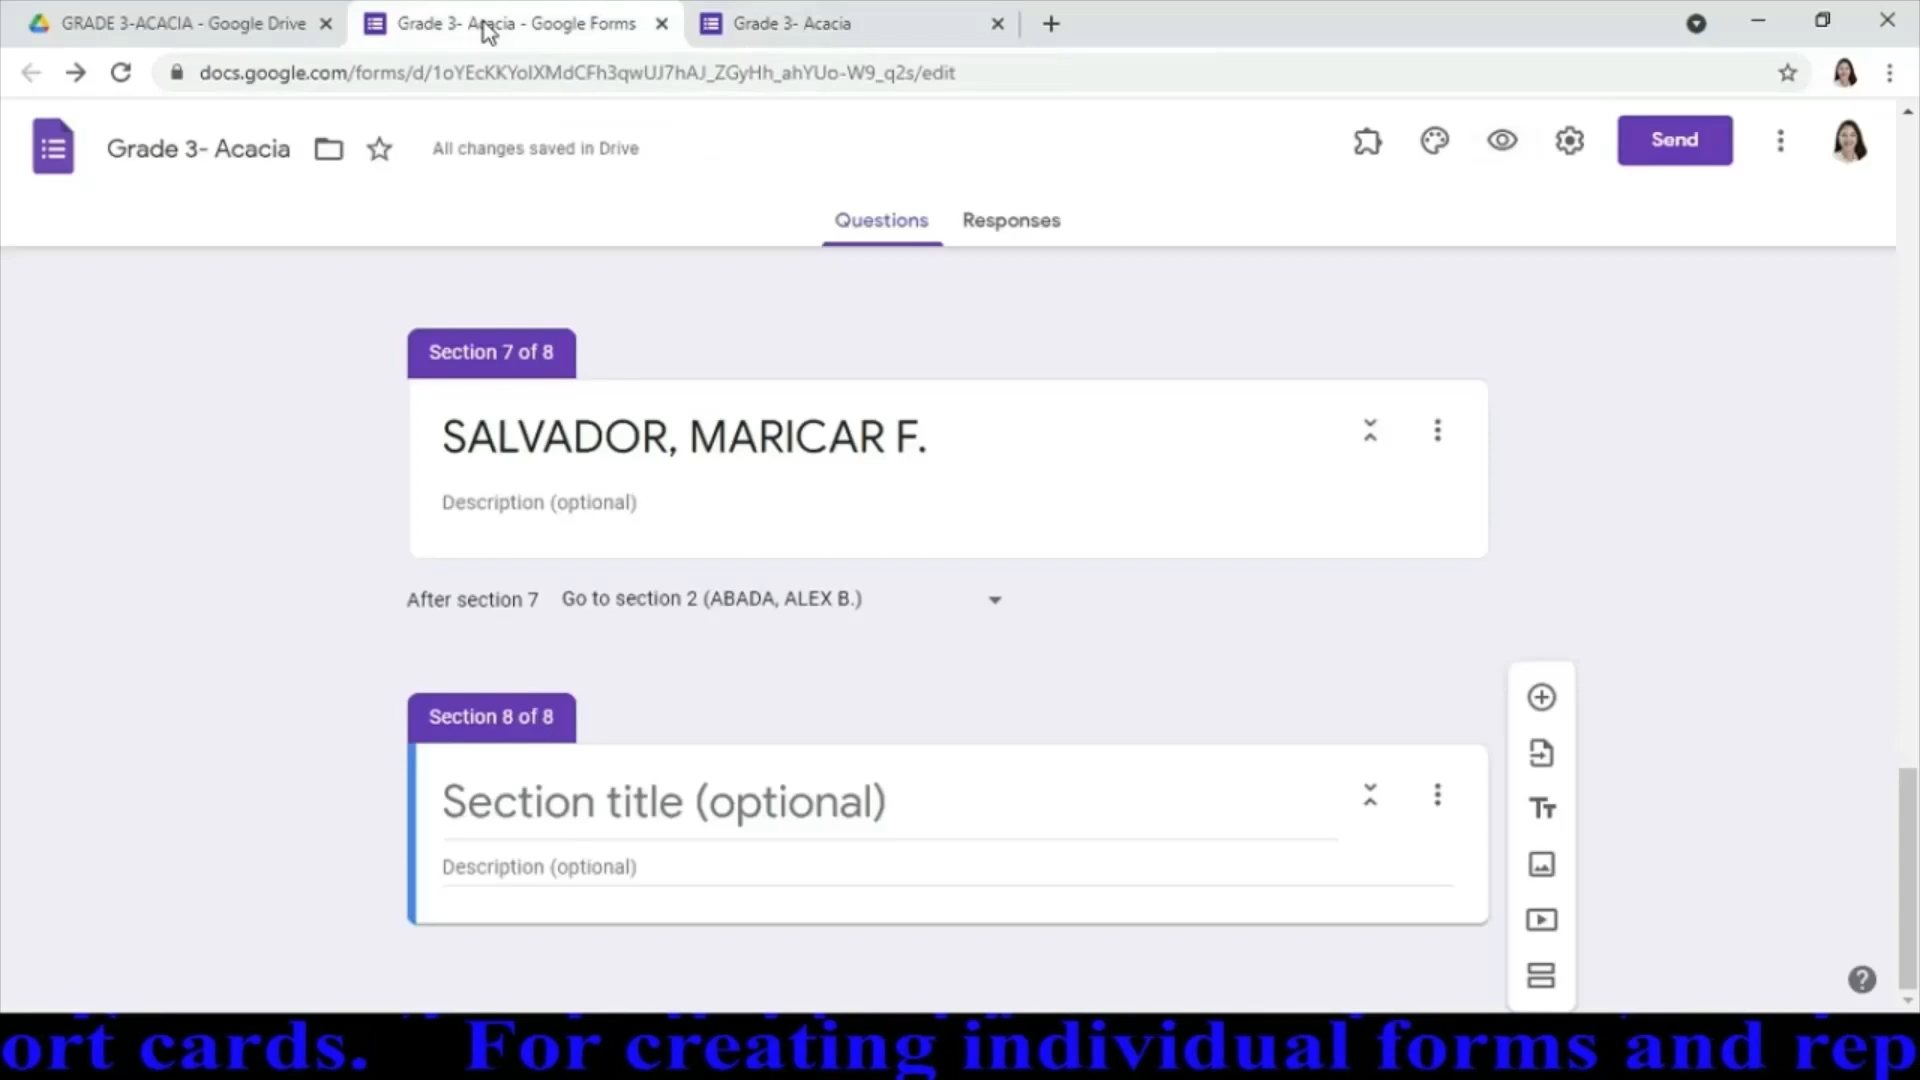 GRADE 3-ACACIA - Google Drive
Grade 3- Acacia - Google Forms
Grade 3- Acacia
docs.google.com/forms/d/1oYEcKKYoIXMdCFh3qwUJ7hAJ_ZGyHh_ahYUo-W9_q2s/edit
Grade 3- Acacia
All changes saved in Drive
Send
Questions
Responses
Section 7 of 8
SALVADOR, MARICAR F.
Description (optional)
After section 7 Go to section 2 (ABADA, ALEX B.)
Section 8 of 8
Section title (optional)
Description (optional)
ort cards. For creating individual forms and rep